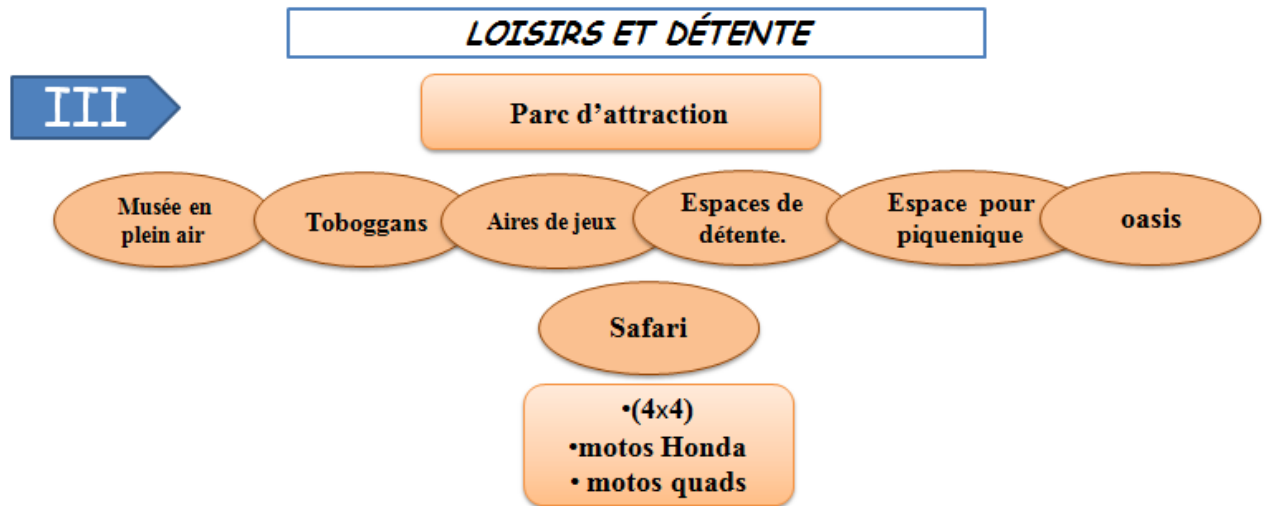 LOISIRS ET DÉTENTE
III
Parc d'attraction
Musée en
plein air
Toboggans
Aires de jeux
Espaces de
détente.
Espace pour
piquenique
oasis
Safari
•(4x4)
•motos Honda
• motos quads